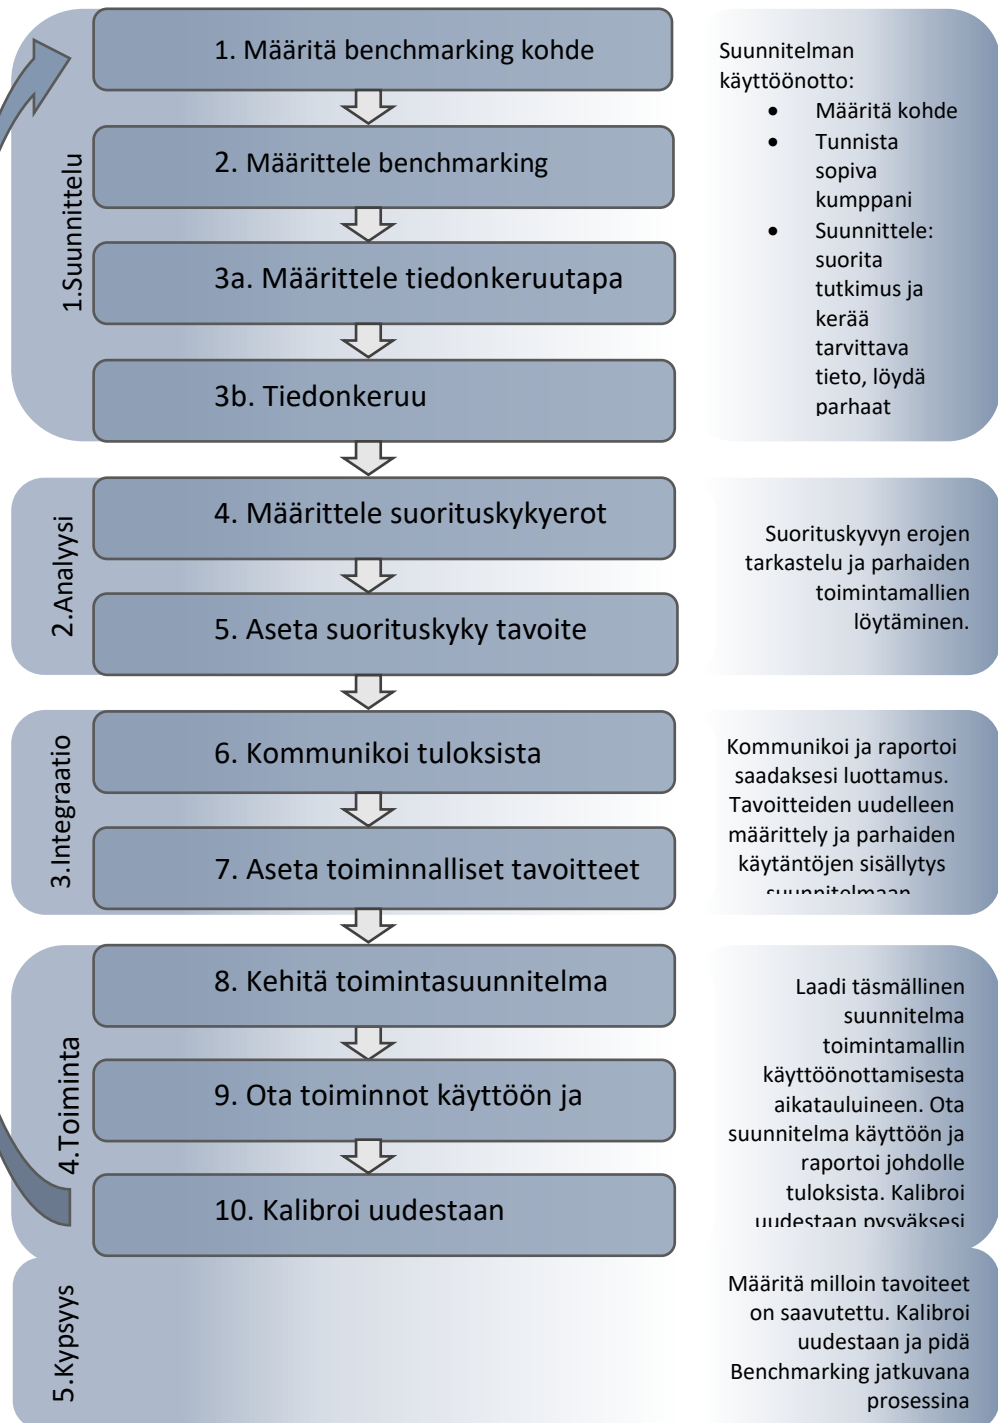 1.Suunnittelu
1. Määritä benchmarking kohde
2. Määrittele benchmarking
3a. Määrittele tiedonkeruutapa
3b. Tiedonkeruu
Suunnitelman
käyttöönotto:
• Määritä kohde
• Tunnista
sopiva
kumppani
• Suunnittele:
suorita
tutkimus ja
kerää
tarvittava
tieto, löydä
parhaat
2.Analyysi
4. Määrittele suorituskykyerot
5. Aseta suorituskyky tavoite
Suorituskyvyn erojen
tarkastelu ja parhaiden
toimintamallien
löytäminen.
3.Integraatio
6. Kommunikoi tuloksista
7. Aseta toiminnalliset tavoitteet
Kommunikoi ja raportoi
saadaksesi luottamus.
Tavoitteiden uudelleen
määrittely ja parhaiden
käytäntöjen sisällytys
suunnitelmaan
4.Toiminta
8. Kehitä toimintasuunnitelma
9. Ota toiminnot käyttöön ja
10. Kalibroi uudestaan
Laadi täsmällinen
suunnitelma
toimintamallin
käyttöönottamisesta
aikatauluineen. Ota
suunnitelma käyttöön ja
raportoi johdolle
tuloksista. Kalibroi
uudestaan pysyäksesi
5.Kypsyys
Määritä milloin tavoiteet
on saavutettu. Kalibroi
uudestaan ja pidä
Benchmarking jatkuvana
prosessina